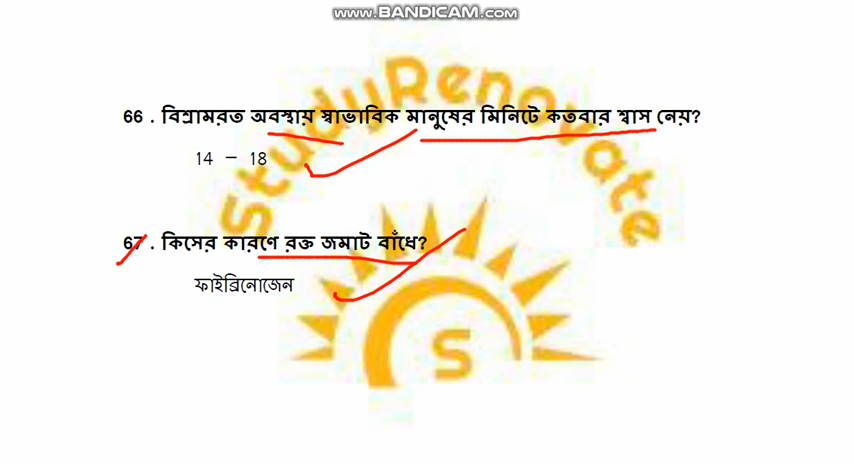 www.BANDICAM.com
StudyRenovate
66 . বিশ্রামরত অবস্থায় স্বাভাবিক মানুষের মিনিটে কতবার শ্বাস নেয়?
14 – 18
67 . কিসের কারণে রক্ত জমাট বাঁধে?
ফাইব্রিনোজেন
S